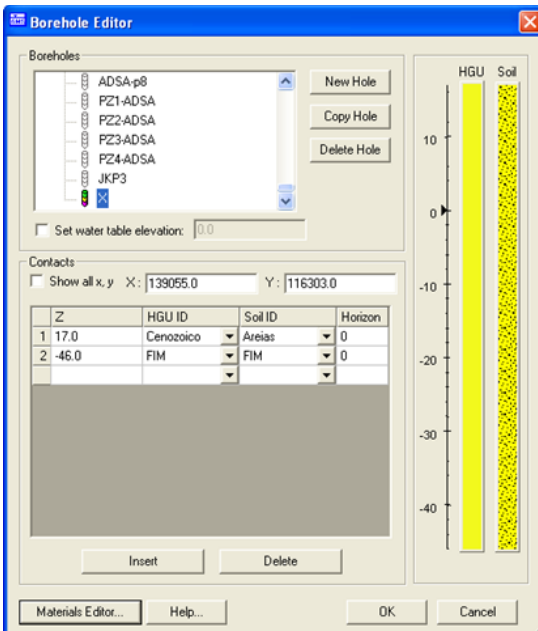 Borehole Editor
Boreholes
ADSA-p8
PZ1-ADSA
PZ2-ADSA
PZ3-ADSA
PZ4-ADSA
JKP3
X
New Hole
Copy Hole
Delete Hole
Set water table elevation: 0.0
Contacts
Show all x, y X: 139055.0 Y: 116303.0
Z HGU ID Soil ID Horizon
1 17.0 Cenozoico Areias 0
2 -46.0 FIM FIM 0
Insert Delete
Materials Editor... Help... OK Cancel
HGU Soil
10
0
-10
-20
-30
-40